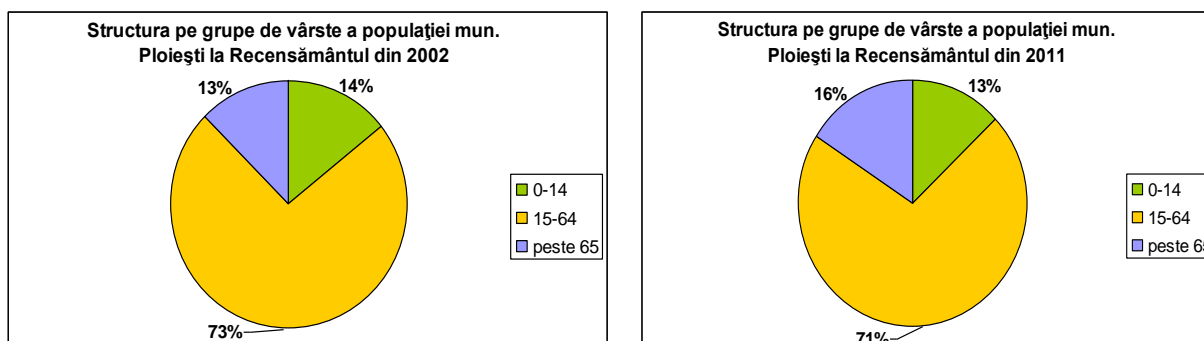 Structura pe grupe de vârste a populaţiei mun.
Ploieşti la Recensământul din 2002
13%
14%
73%
0-14
15-64
peste 65
Structura pe grupe de vârste a populaţiei mun.
Ploieşti la Recensământul din 2011
16%
13%
71%
0-14
15-64
peste